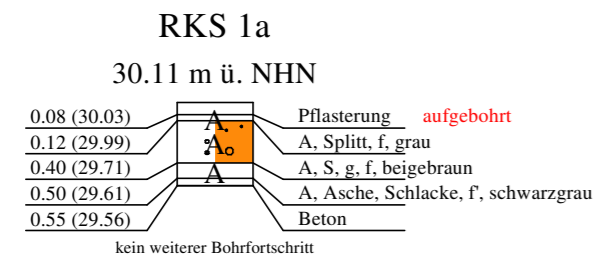 RKS 1a
30.11 m ü. NHN
0.08 (30.03) A Pflasterung aufgebohrt
0.12 (29.99) A A, Splitt, f, grau
0.40 (29.71) A A, S, g, f, beigebraun
0.50 (29.61) A, Asche, Schlacke, f', schwarzgrau
0.55 (29.56) Beton
kein weiterer Bohrfortschritt